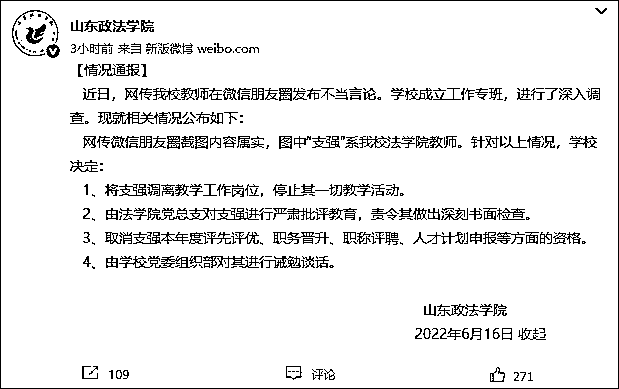 山东政法学院
3小时前 来自 新版微博 weibo.com
【情况通报】
近日，网传我校教师在微信朋友圈发布不当言论。学校成立工作专班，进行了深入调
查。现就相关情况公布如下：
网传微信朋友圈截图内容属实，图中“支强”系我校法学院教师。针对以上情况，学校
决定：
1、将支强调离教学工作岗位，停止其一切教学活动。
2、由法学院党总支对支强进行严肃批评教育，责令其做出深刻书面检查。
3、取消支强本年度评先评优、职务晋升、职称评聘、人才计划申报等方面的资格。
4、由学校党委组织部对其进行诫勉谈话。
山东政法学院
2022年6月16日 收起
109 评论 271